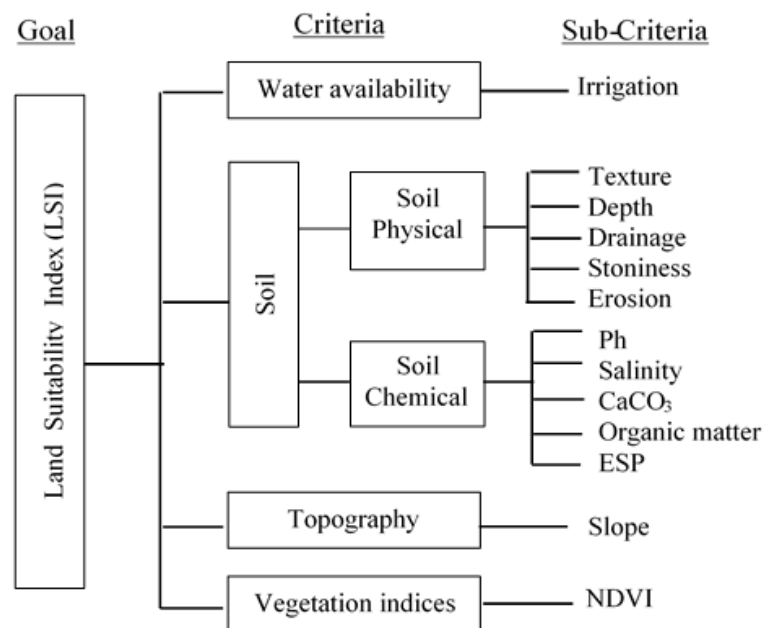 Goal
Criteria
Sub-Criteria
Land Suitability Index (LSI)
Water availability
Irrigation
Soil
Soil
Physical
Texture
Depth
Drainage
Stoniness
Erosion
Soil
Chemical
Ph
Salinity
CaCO₃
Organic matter
ESP
Topography
Slope
Vegetation indices
NDVI